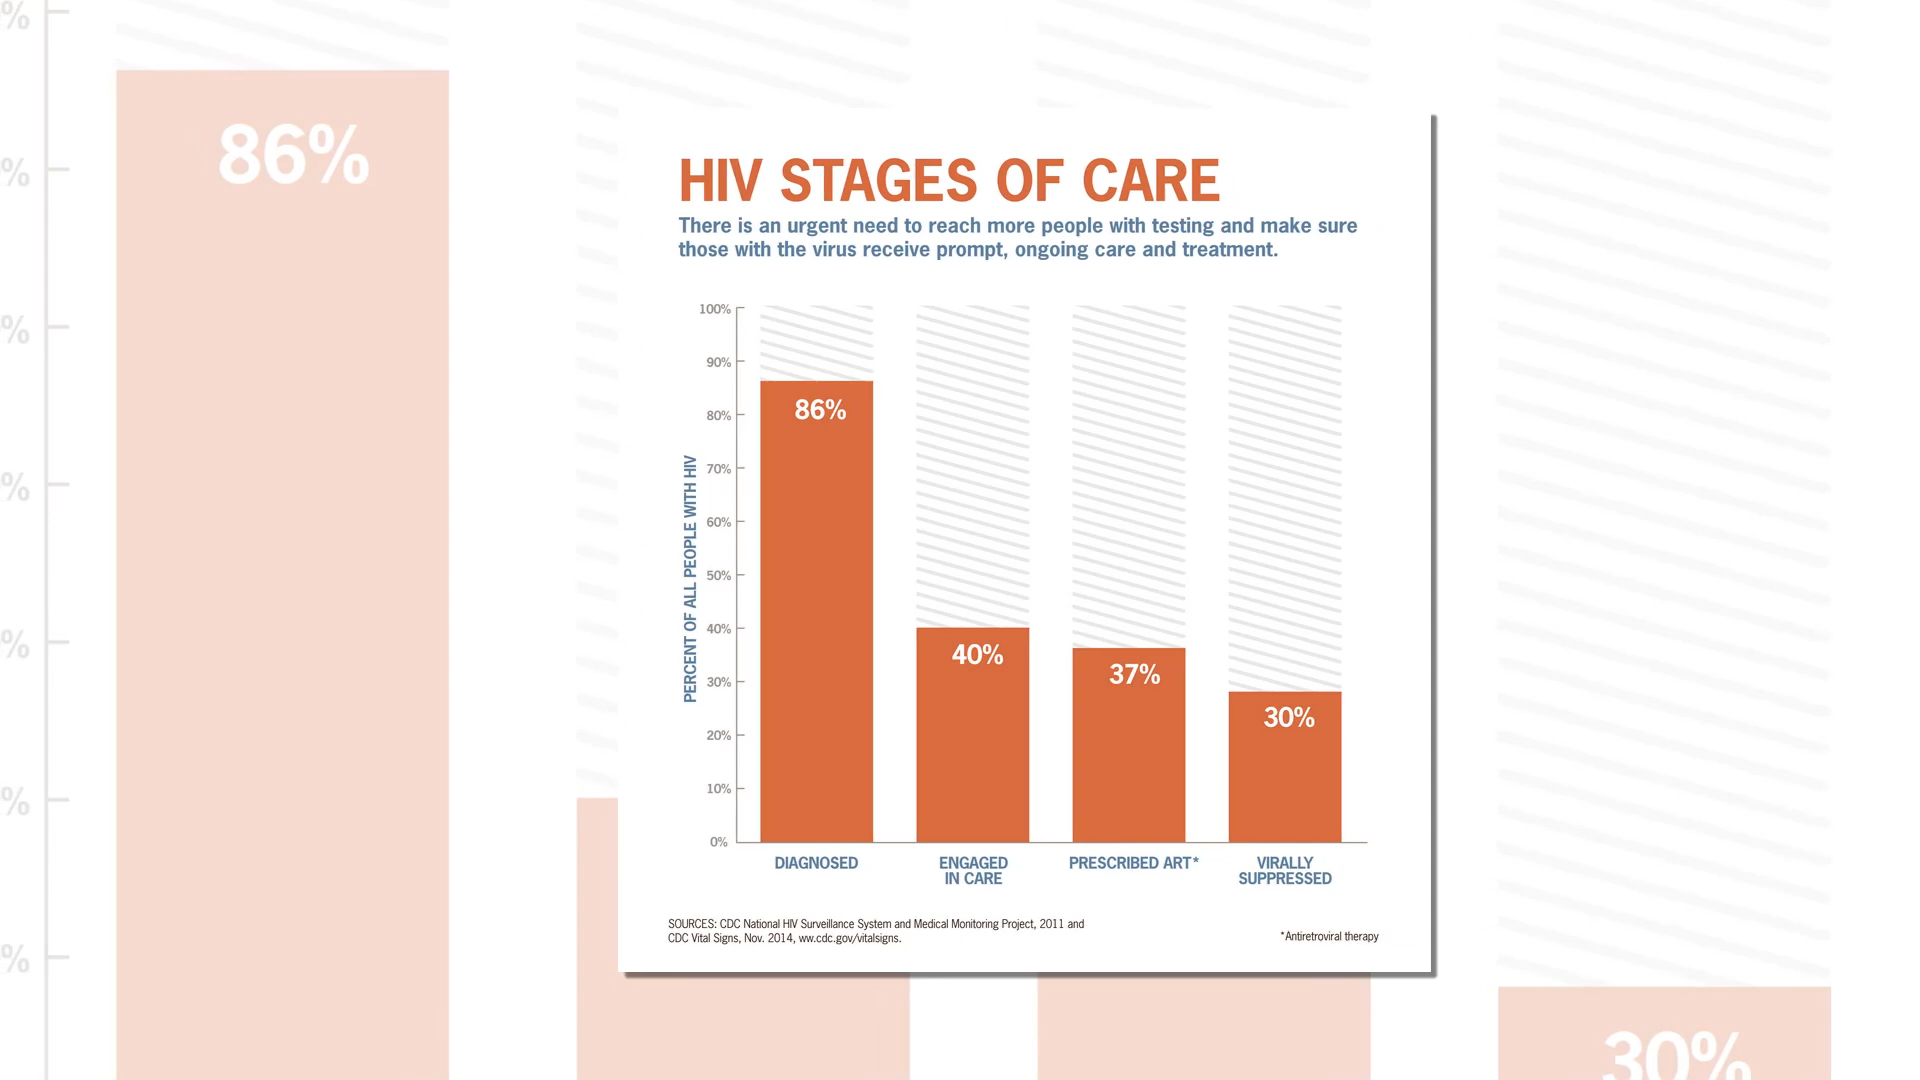 %
%
%
%
%
%
%
86%
30%
HIV STAGES OF CARE
There is an urgent need to reach more people with testing and make sure
those with the virus receive prompt, ongoing care and treatment.
PERCENT OF ALL PEOPLE WITH HIV
100%
90%
80%
70%
60%
50%
40%
30%
20%
10%
0%
86%
40%
37%
30%
DIAGNOSED
ENGAGED
IN CARE
PRESCRIBED ART*
VIRALLY
SUPPRESSED
SOURCES: CDC National HIV Surveillance System and Medical Monitoring Project, 2011 and
CDC Vital Signs, Nov. 2014, ww.cdc.gov/vitalsigns.
*Antiretroviral therapy